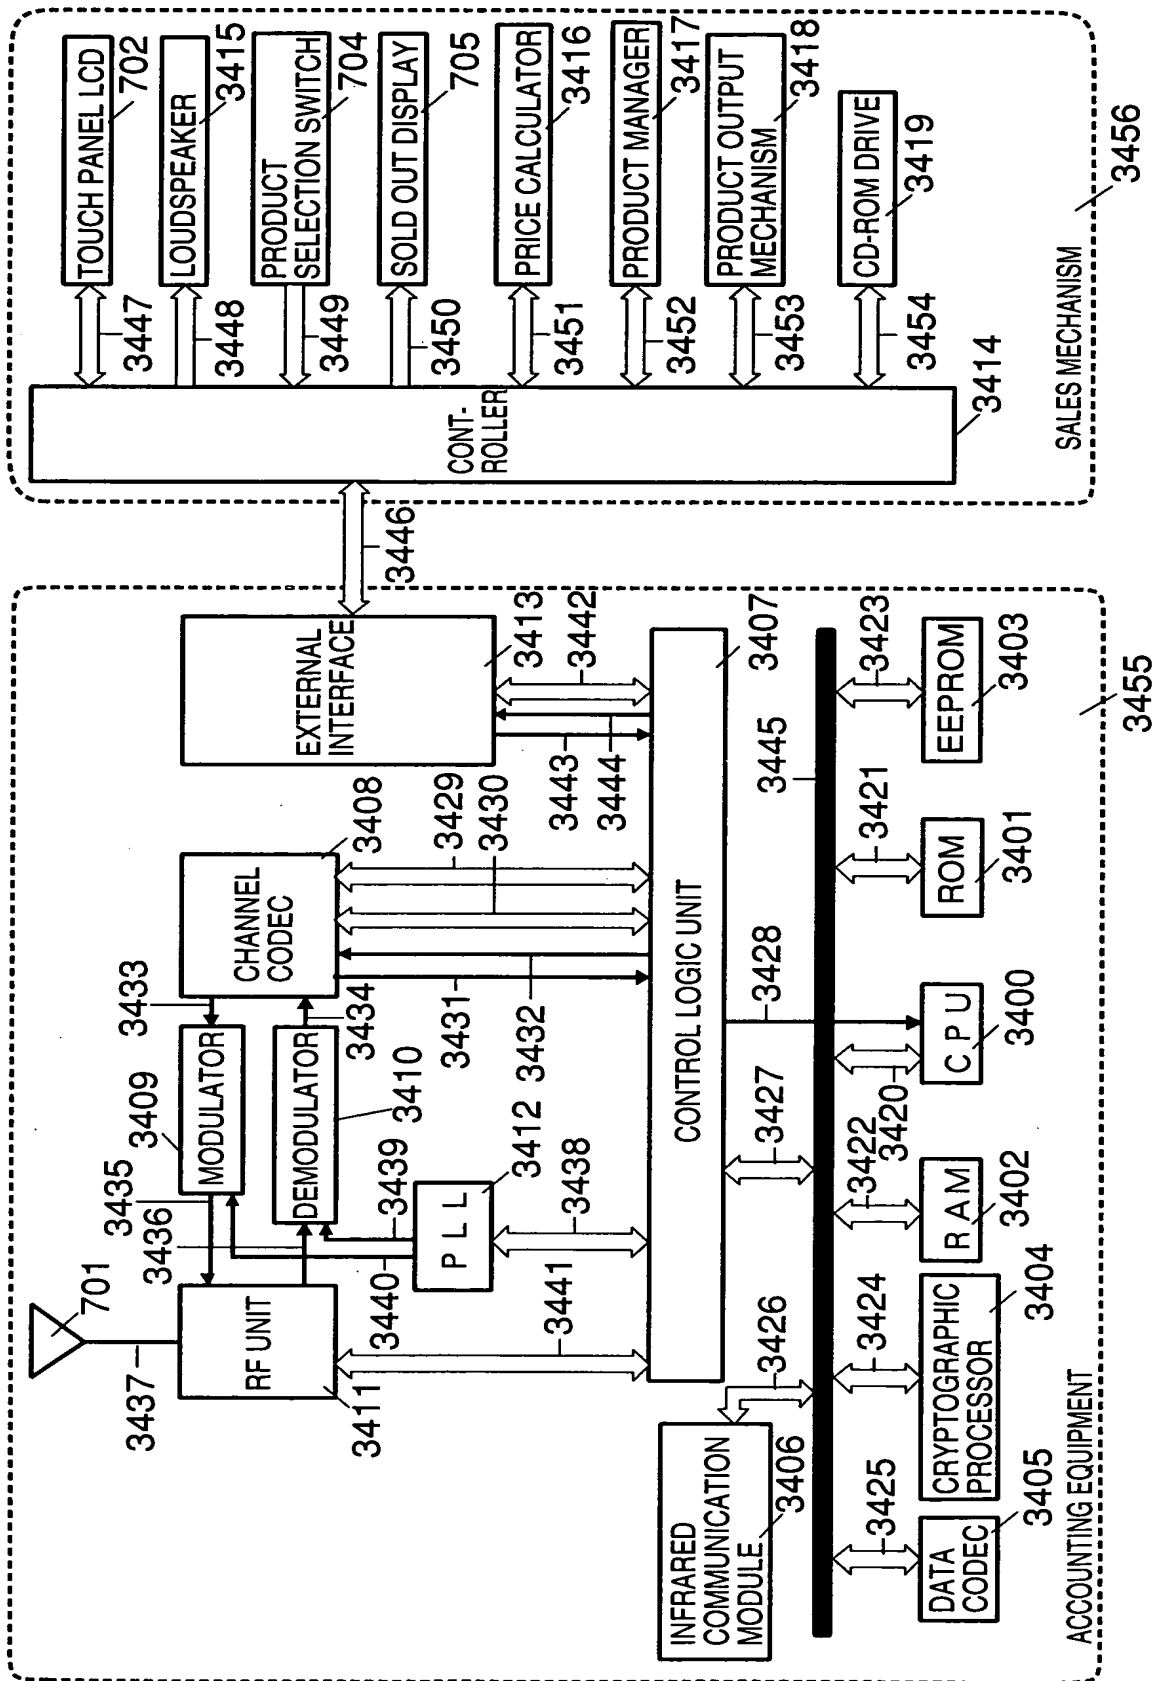 701
3437
RF UNIT
3411
3435
3436
3409
MODULATOR
DEMODULATOR
3410
3433
3434
CHANNEL
CODEC
3408
3440
3439
P L L
3412
3438
3441
3431
3432
3429
3430
EXTERNAL
INTERFACE
3413
3443
3444
3442
3446
CONTROL LOGIC UNIT
3407
INFRARED
COMMUNICATION
MODULE
3406
3426
3427
3428
3445
3425
3424
3422
3420
3421
3423
DATA
CODEC
3405
CRYPTOGRAPHIC
PROCESSOR
3404
R A M
3402
C P U
3400
ROM
3401
EEPROM
3403
ACCOUNTING EQUIPMENT
3455
CONT-
ROLLER
3414
3447
TOUCH PANEL LCD
702
3448
LOUDSPEAKER
3415
3449
PRODUCT
SELECTION SWITCH
704
3450
SOLD OUT DISPLAY
705
3451
PRICE CALCULATOR
3416
3452
PRODUCT MANAGER
3417
3453
PRODUCT OUTPUT
MECHANISM
3418
3454
CD-ROM DRIVE
3419
SALES MECHANISM
3456